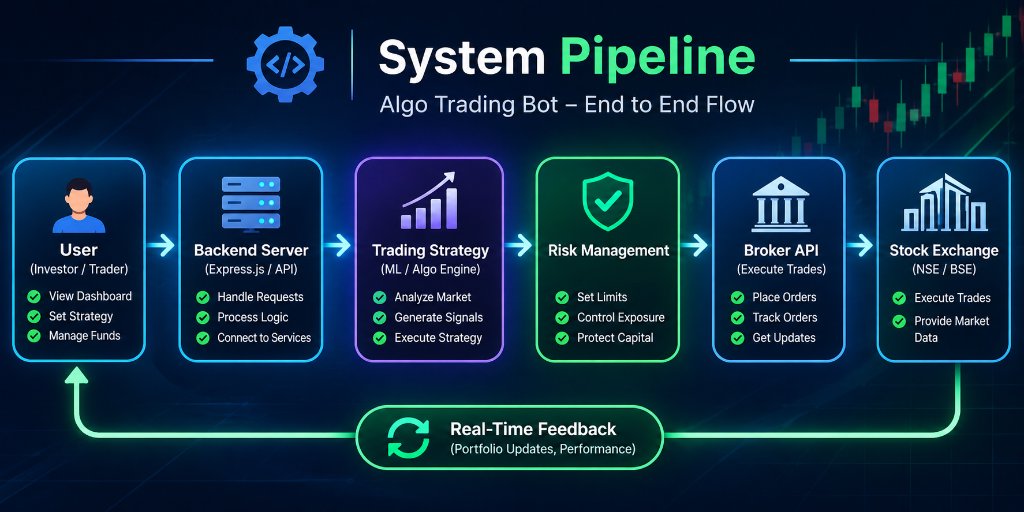 </>
System Pipeline
Algo Trading Bot – End to End Flow
User
(Investor / Trader)
View Dashboard
Set Strategy
Manage Funds
Backend Server
(Express.js / API)
Handle Requests
Process Logic
Connect to Services
Trading Strategy
(ML / Algo Engine)
Analyze Market
Generate Signals
Execute Strategy
Risk Management
Set Limits
Control Exposure
Protect Capital
Broker API
(Execute Trades)
Place Orders
Track Orders
Get Updates
Stock Exchange
(NSE / BSE)
Execute Trades
Provide Market
Data
Real-Time Feedback
(Portfolio Updates, Performance)